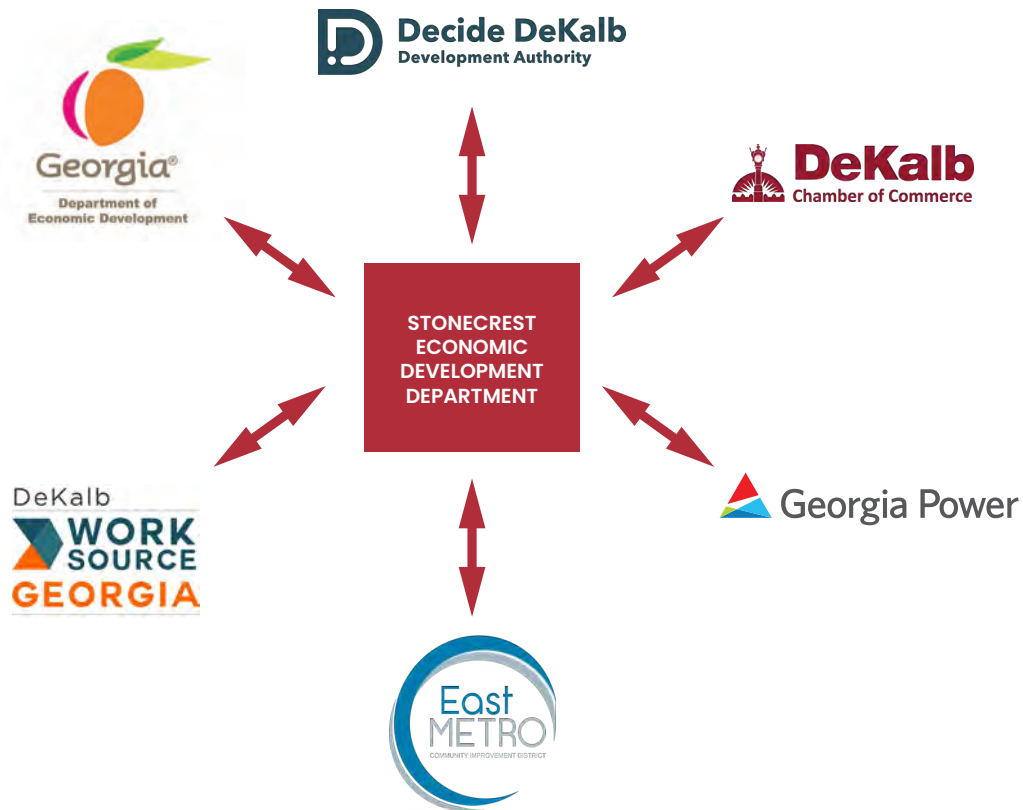 Decide DeKalb
Development Authority
Georgia®
Department of
Economic Development
DeKalb
Chamber of Commerce
STONECREST
ECONOMIC
DEVELOPMENT
DEPARTMENT
DeKalb
WORK
SOURCE
GEORGIA
Georgia Power
East
METRO
COMMUNITY IMPROVEMENT DISTRICT